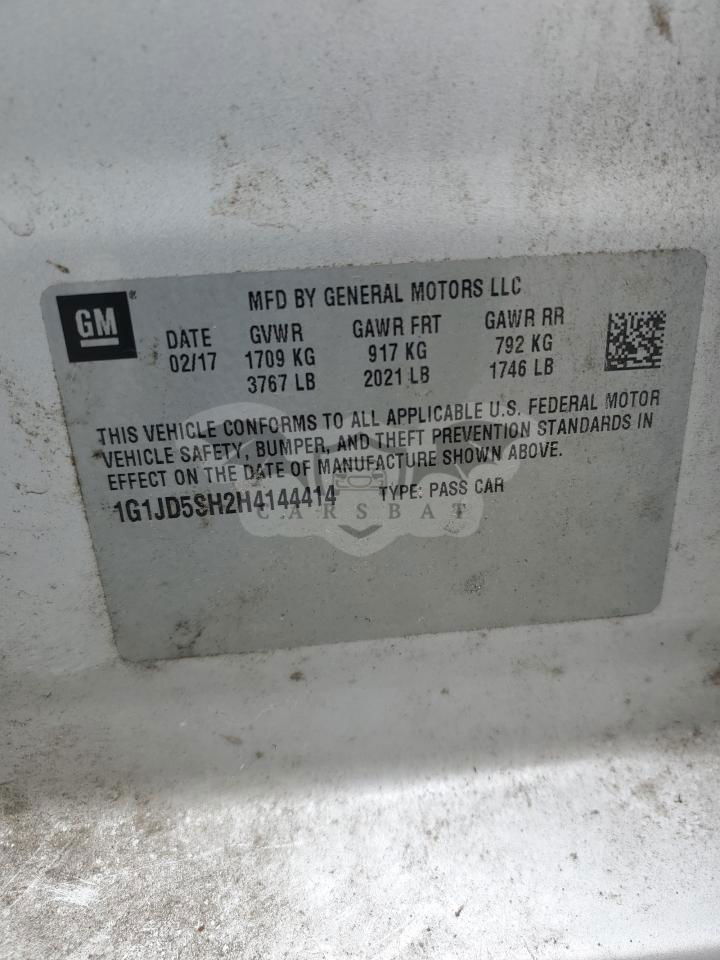 GM®
MFD BY GENERAL MOTORS LLC
DATE GVWR GAWR FRT GAWR RR
02/17 1709 KG 917 KG 792 KG
3767 LB 2021 LB 1746 LB
THIS VEHICLE CONFORMS TO ALL APPLICABLE U.S. FEDERAL MOTOR
VEHICLE SAFETY, BUMPER, AND THEFT PREVENTION STANDARDS IN
EFFECT ON THE DATE OF MANUFACTURE SHOWN ABOVE.
1G1JD5SH2H4144414 TYPE: PASS CAR
CARSBAT